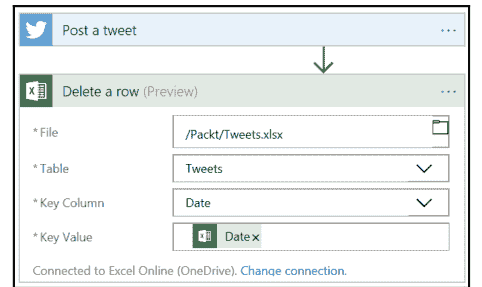 Post a tweet ...
Delete a row (Preview) ...
*File /Packt/Tweets.xlsx
*Table Tweets
*Key Column Date
*Key Value Date×
Connected to Excel Online (OneDrive). Change connection.